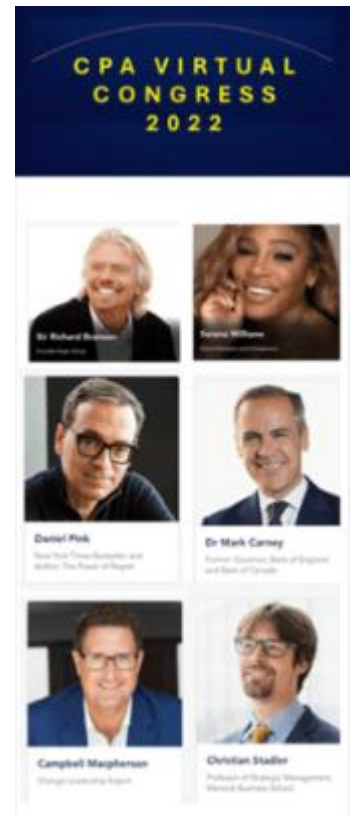 CPA VIRTUAL
CONGRESS
2022
Sir Richard Branson
Serena Williams
Daniel Pink
New York Times Bestseller and
Author, The Power of Regret
Dr Mark Carney
Former Governor, Bank of England
and Bank of Canada
Campbell Macpherson
Change Leadership Expert
Christian Stadler
Professor of Strategic Management,
Warwick Business School